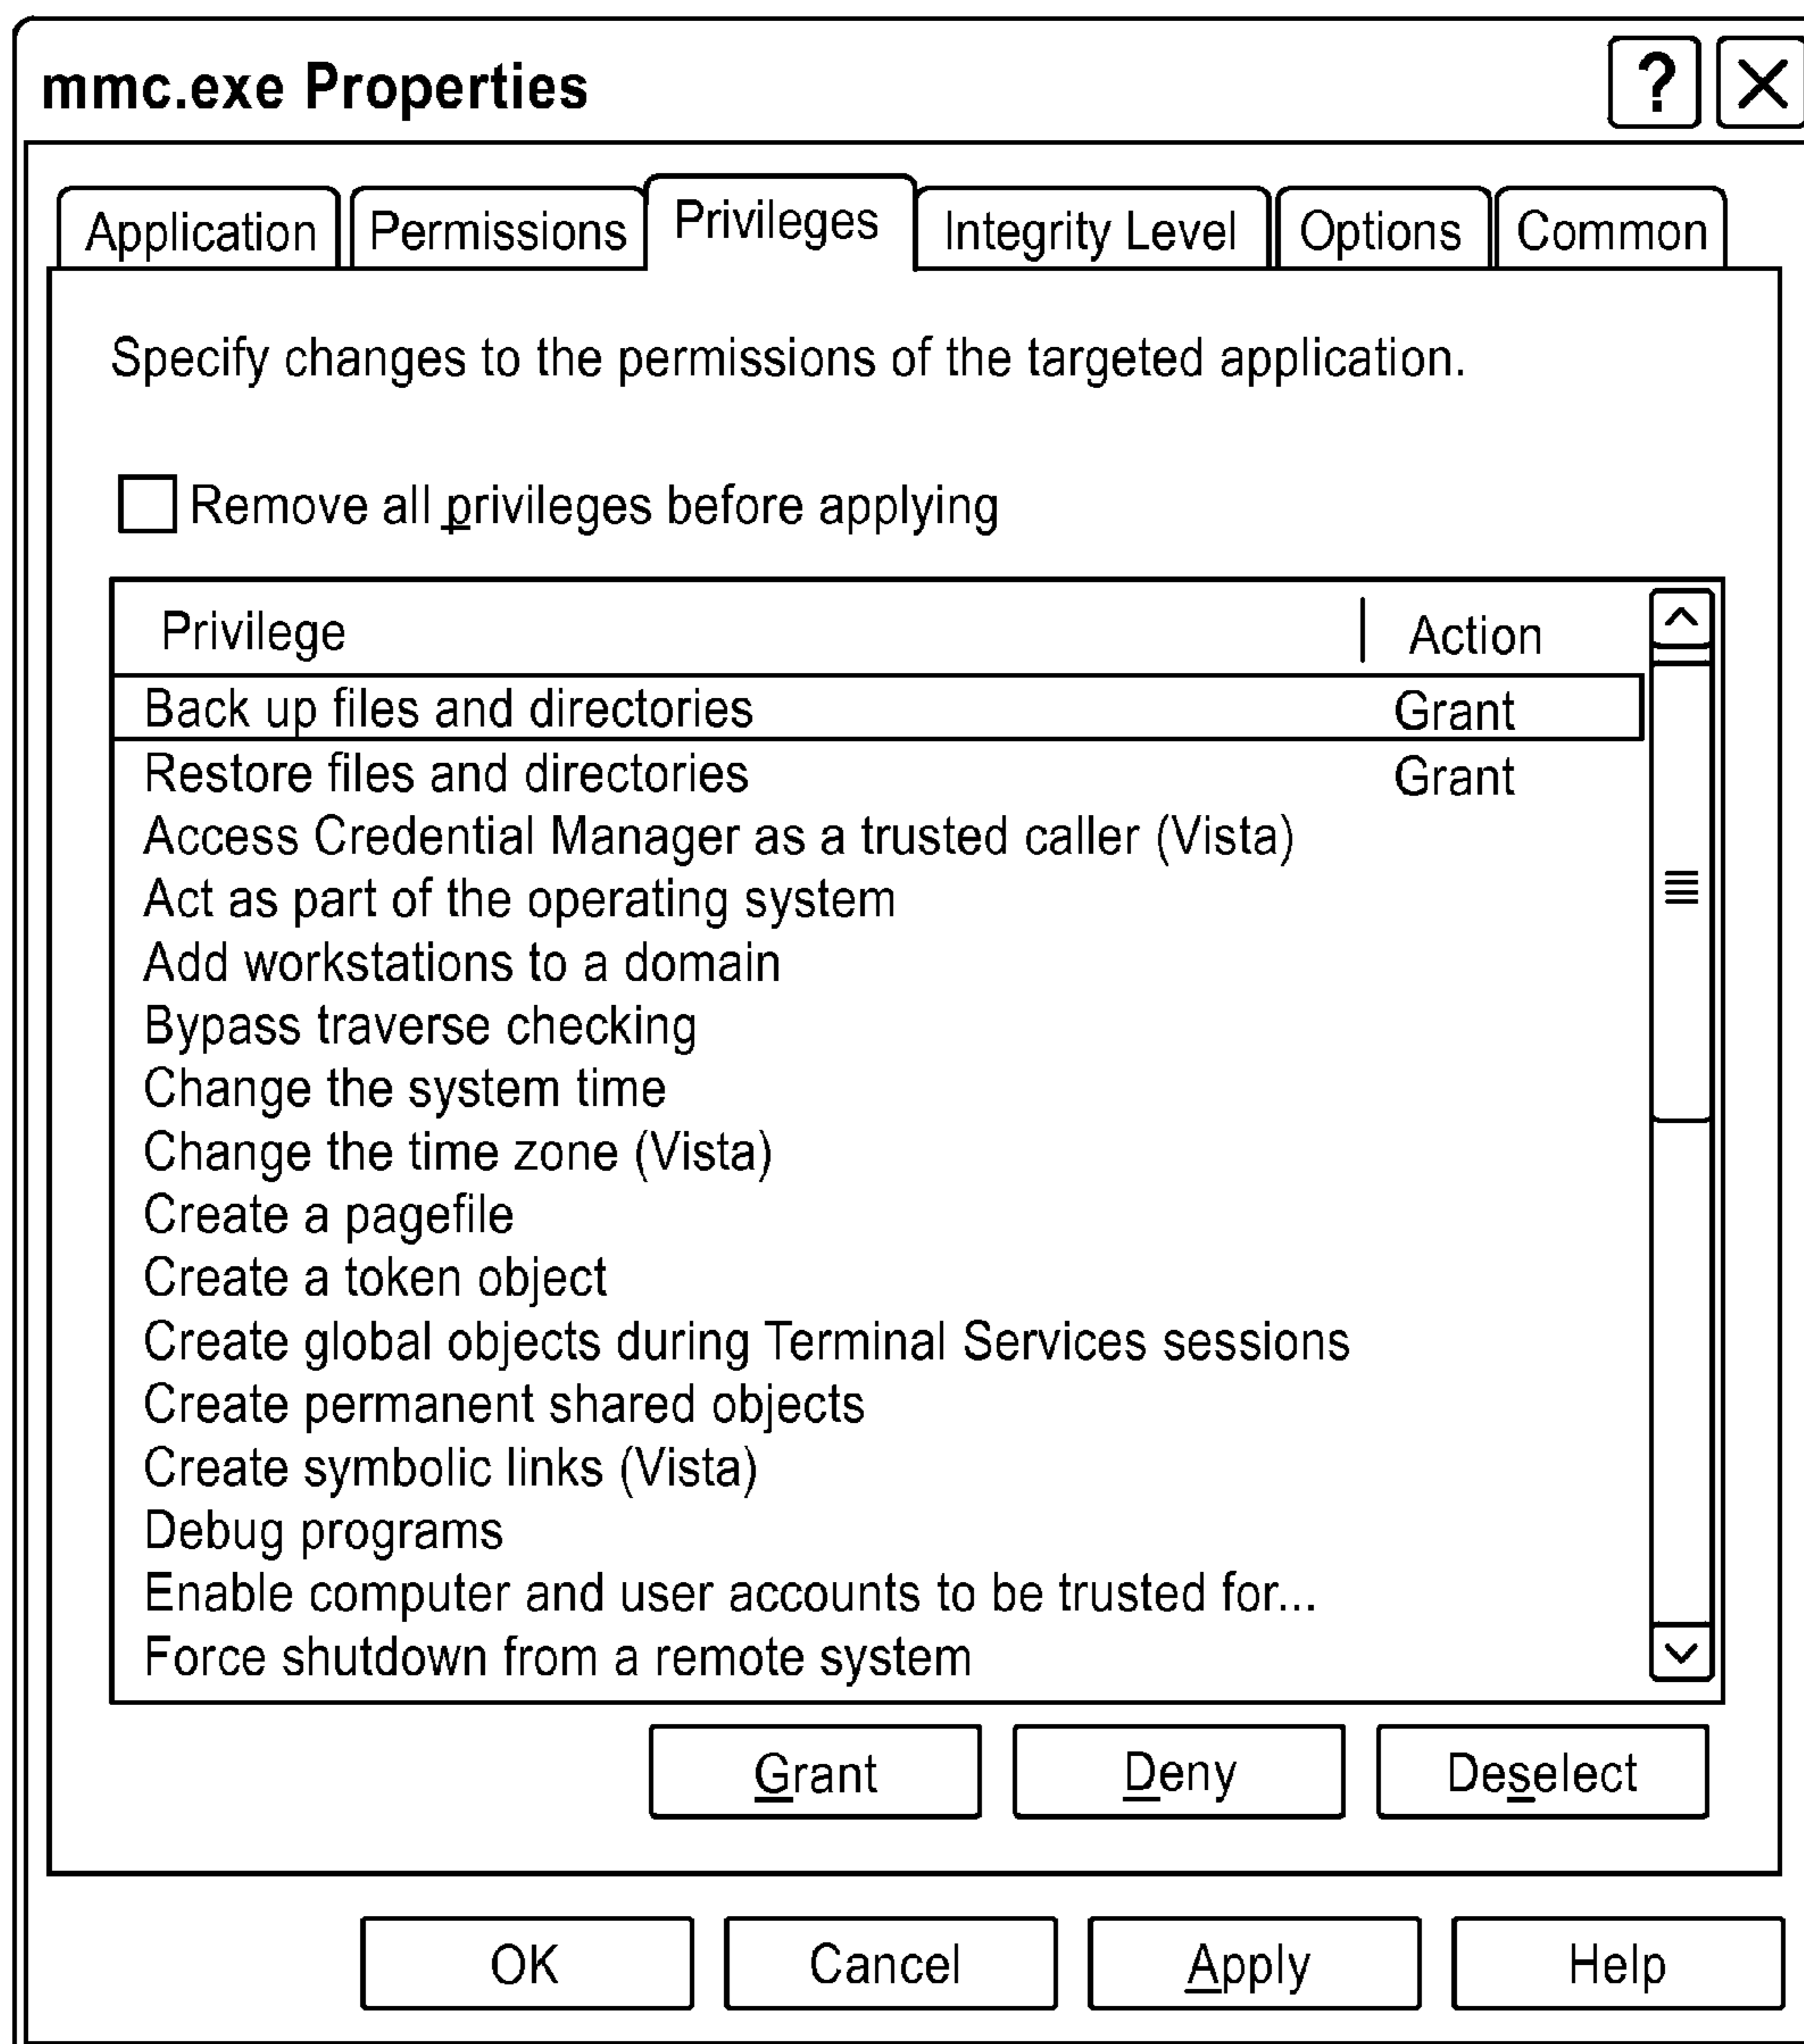 mmc.exe Properties ?
Application Permissions Privileges Integrity Level Options Common
Specify changes to the permissions of the targeted application.
Remove all privileges before applying
Privilege Action
Back up files and directories Grant
Restore files and directories Grant
Access Credential Manager as a trusted caller (Vista)
Act as part of the operating system
Add workstations to a domain
Bypass traverse checking
Change the system time
Change the time zone (Vista)
Create a pagefile
Create a token object
Create global objects during Terminal Services sessions
Create permanent shared objects
Create symbolic links (Vista)
Debug programs
Enable computer and user accounts to be trusted for...
Force shutdown from a remote system
Grant Deny Deselect
OK Cancel Apply Help